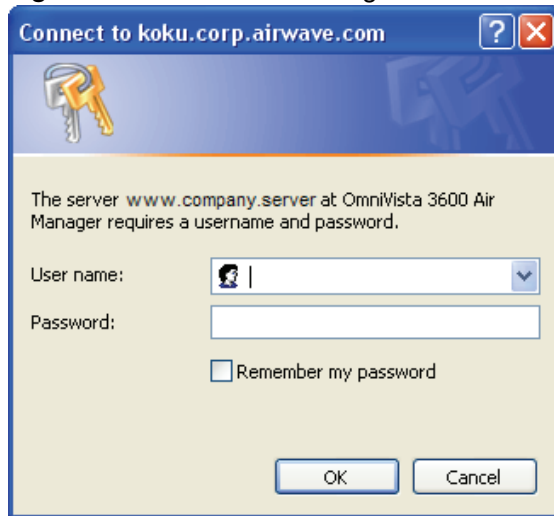 Connect to koku.corp.airwave.com
The server www.company.server at OmniVista 3600 Air
Manager requires a username and password.
User name:
Password:
Remember my password
OK Cancel